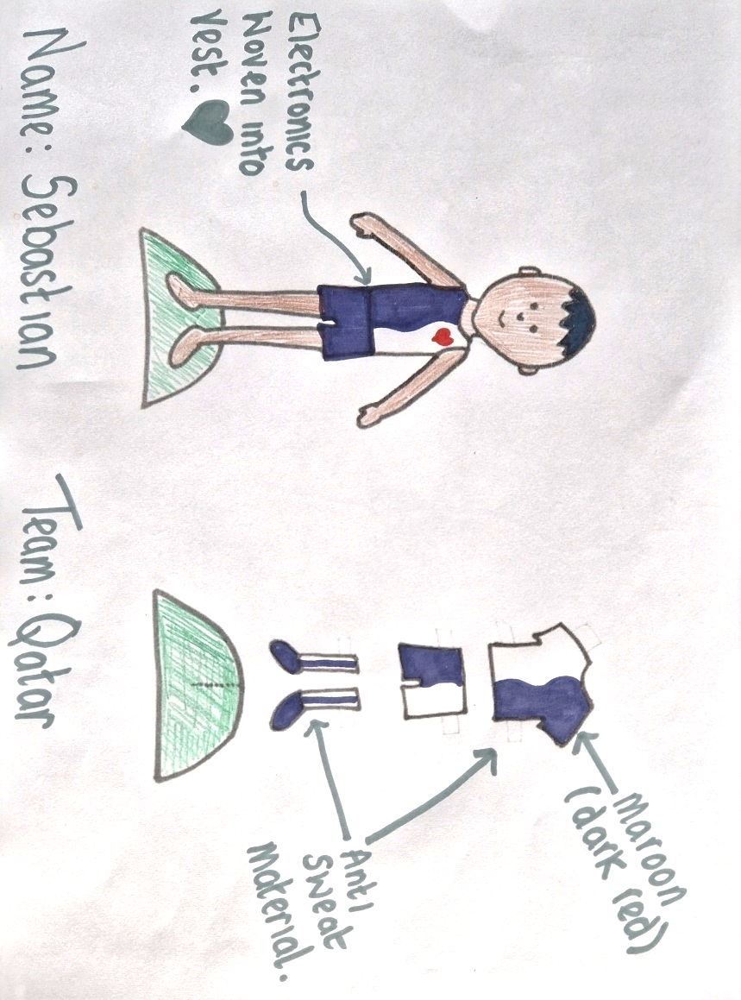 Electronics
Woven into
vest.
Maroon
(dark red)
Anti
sweat
material.
Name: Sebastian
Team: Qatar